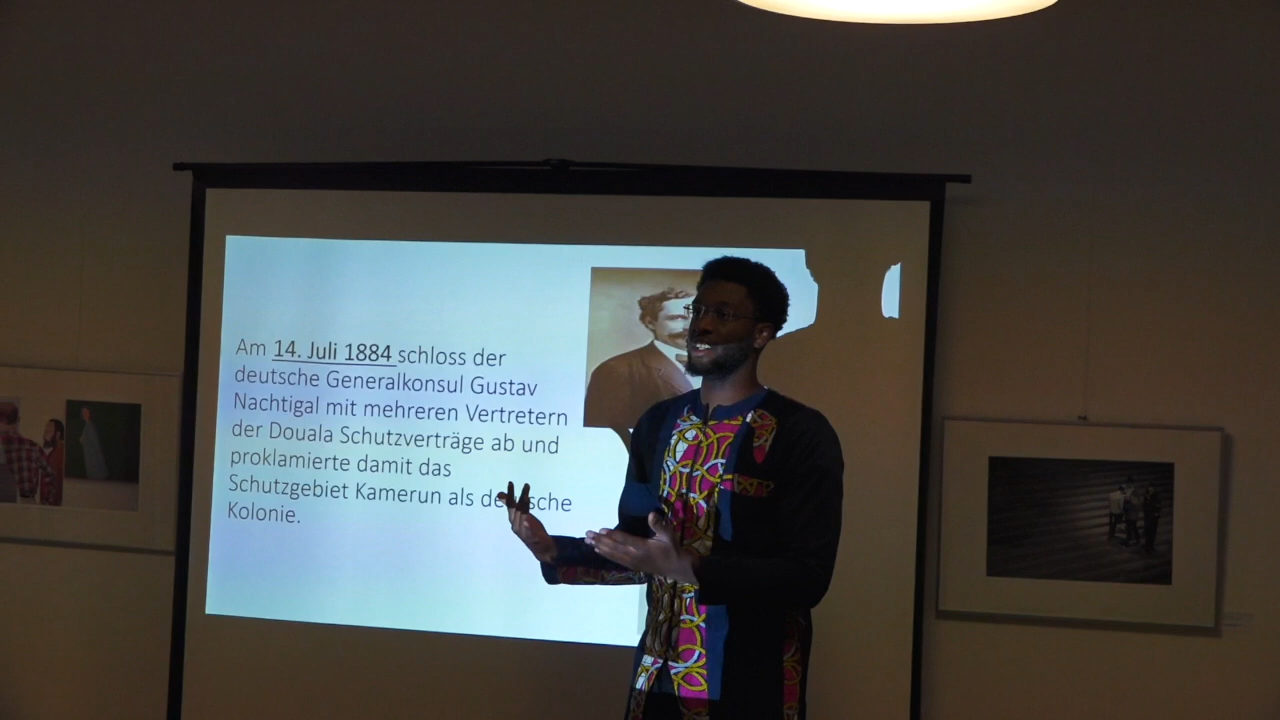 Am 14. Juli 1884 schloss der
deutsche Generalkonsul Gustav
Nachtigal mit mehreren Vertretern
der Douala Schutzverträge ab und
proklamierte damit das
Schutzgebiet Kamerun als deutsche
Kolonie.